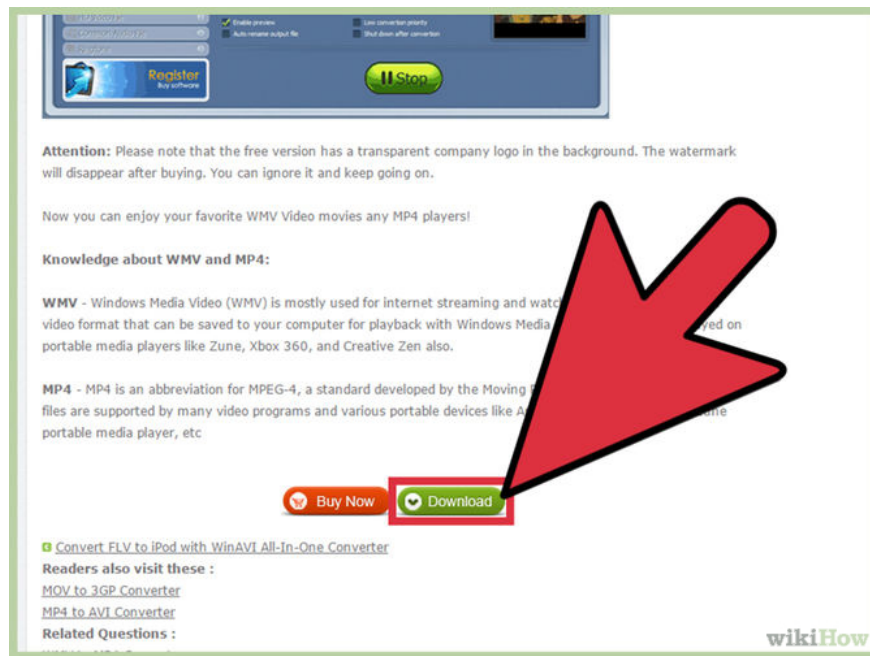 Enable preview
Low convertion priority
Auto rename output file
Shut down after convertion
Register
Buy software
Stop
Attention: Please note that the free version has a transparent company logo in the background. The watermark
will disappear after buying. You can ignore it and keep going on.
Now you can enjoy your favorite WMV Video movies any MP4 players!
Knowledge about WMV and MP4:
WMV - Windows Media Video (WMV) is mostly used for internet streaming and
video format that can be saved to your computer for playback with Windows Media yed on
portable media players like Zune, Xbox 360, and Creative Zen also.
MP4 - MP4 is an abbreviation for MPEG-4, a standard developed by the Moving
files are supported by many video programs and various portable devices like
portable media player, etc
Buy Now
Download
Convert FLV to iPod with WinAVI All-In-One Converter
Readers also visit these :
MOV to 3GP Converter
MP4 to AVI Converter
Related Questions :
wikiHow